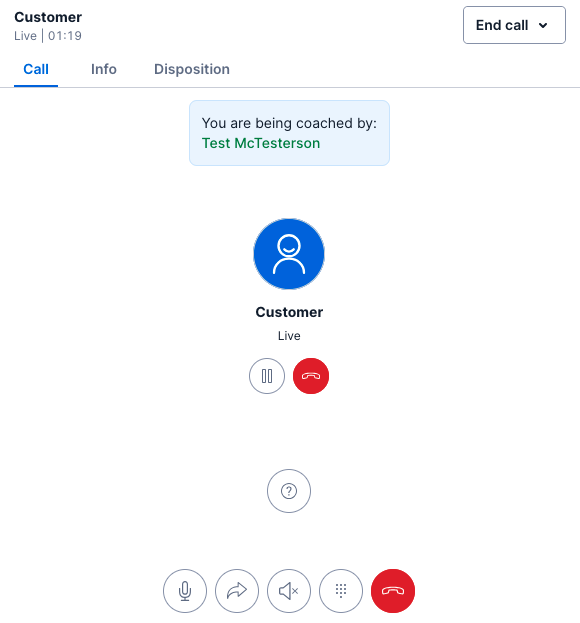 Customer
Live | 01:19
End call
Call
Info
Disposition
You are being coached by:
Test McTesterson
Customer
Live
?